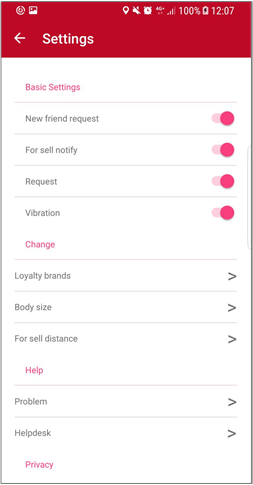 4G+ 100% 12:07
Settings
Basic Settings
New friend request
For sell notify
Request
Vibration
Change
Loyalty brands
Body size
For sell distance
Help
Problem
Helpdesk
Privacy